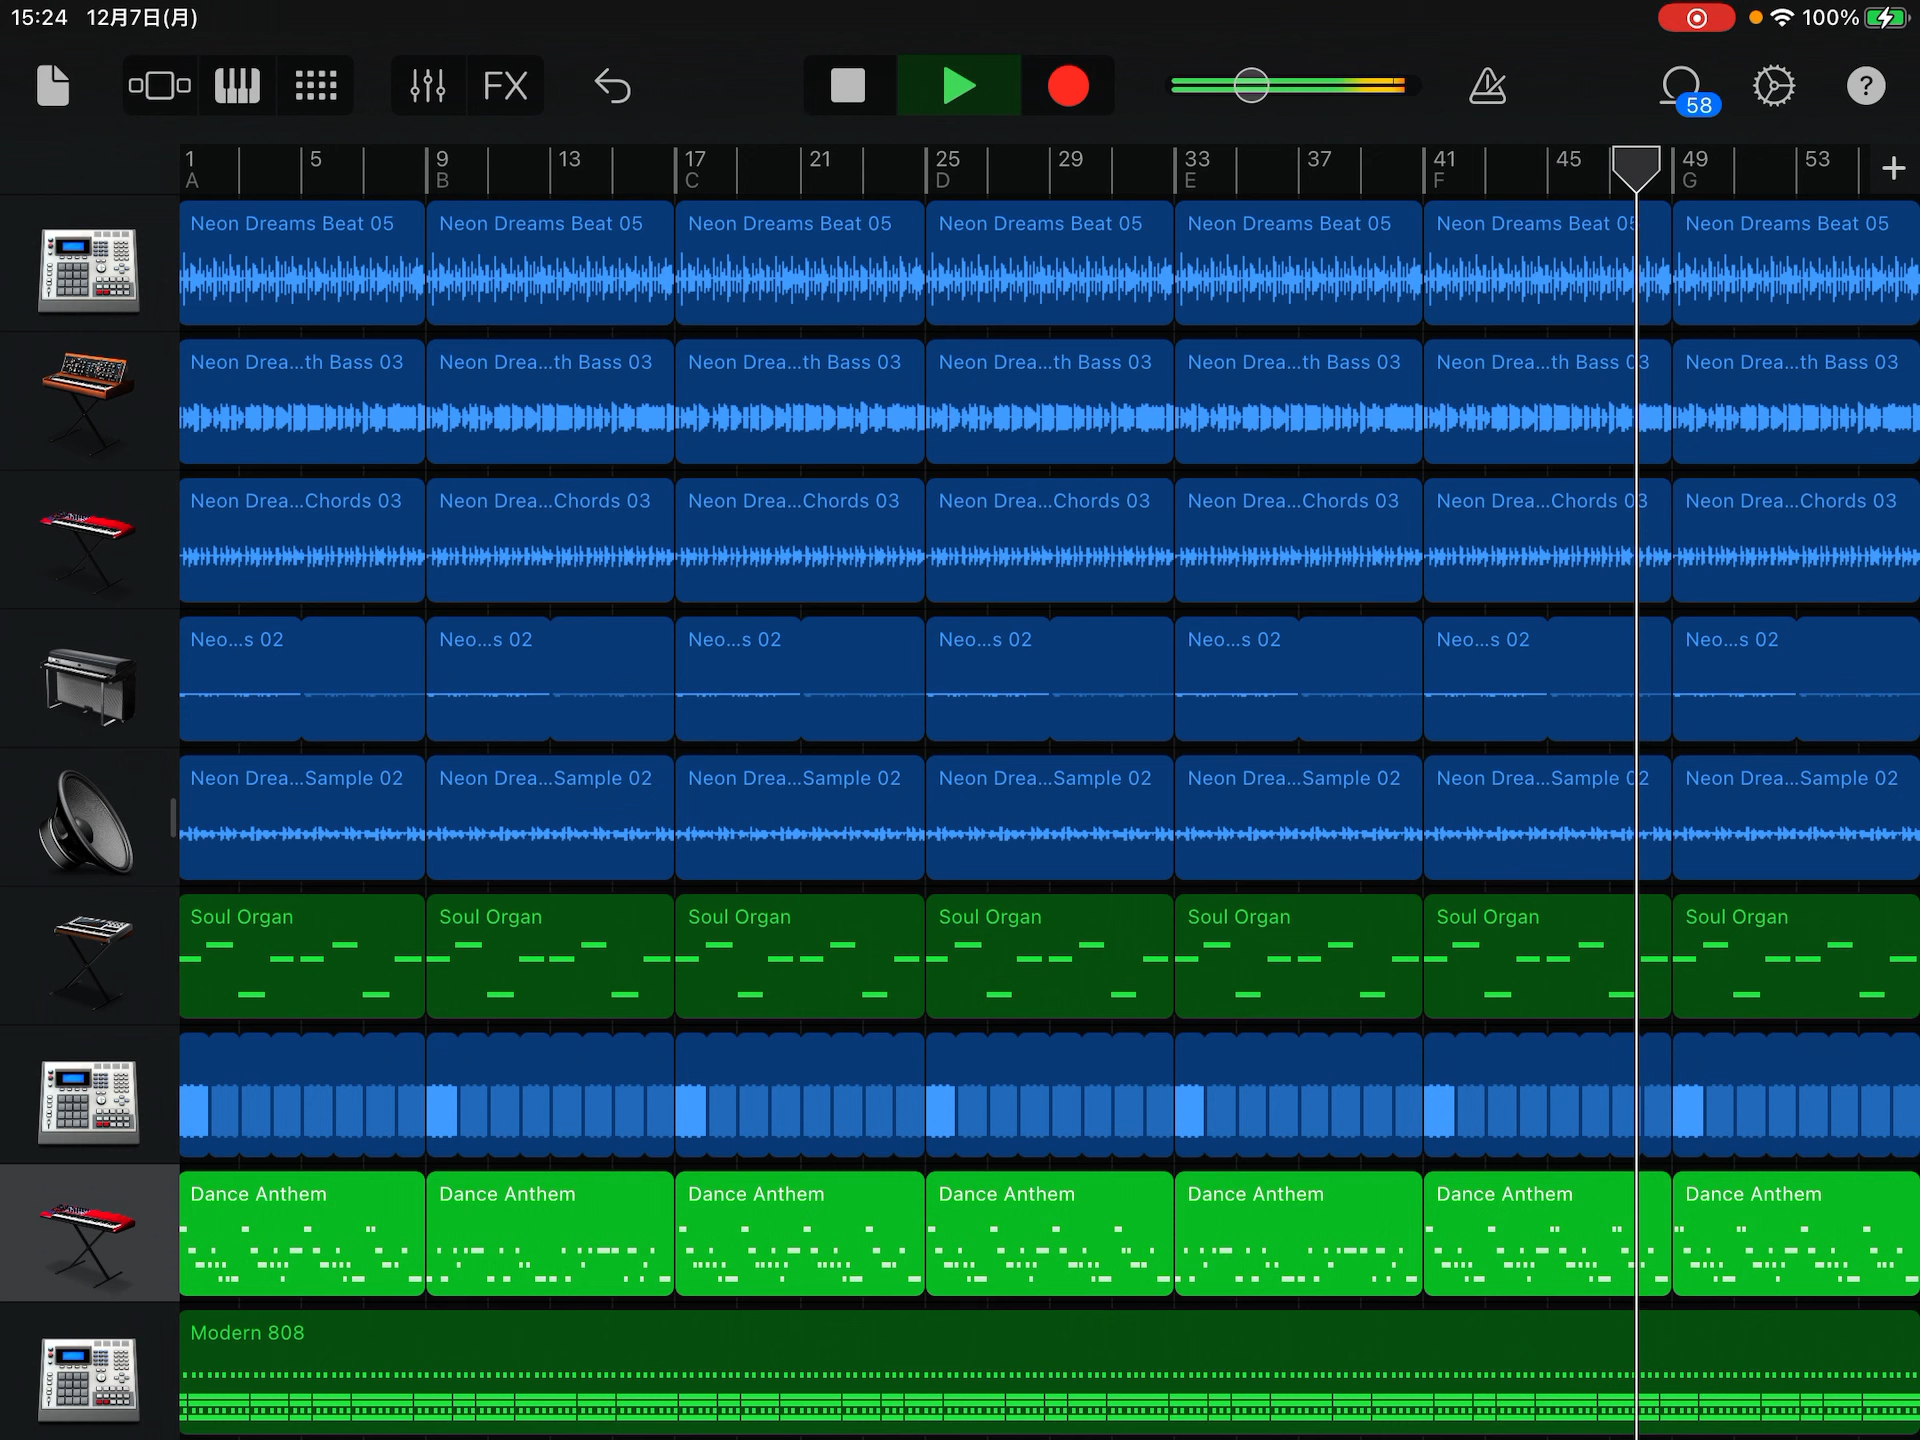 15:24 12月7日(月) 100%
FX 58 ?
1 5 9 13 17 21 25 29 33 37 41 45 49 53 +
A B C D E F G
Neon Dreams Beat 05 Neon Dreams Beat 05 Neon Dreams Beat 05 Neon Dreams Beat 05 Neon Dreams Beat 05 Neon Dreams Beat 05 Neon Dreams Beat 05
Neon Drea...th Bass 03 Neon Drea...th Bass 03 Neon Drea...th Bass 03 Neon Drea...th Bass 03 Neon Drea...th Bass 03 Neon Drea...th Bass 03 Neon Drea...th Bass 03
Neon Drea...Chords 03 Neon Drea...Chords 03 Neon Drea...Chords 03 Neon Drea...Chords 03 Neon Drea...Chords 03 Neon Drea...Chords 03 Neon Drea...Chords 03
Neo...s 02 Neo...s 02 Neo...s 02 Neo...s 02 Neo...s 02 Neo...s 02 Neo...s 02
Neon Drea...Sample 02 Neon Drea...Sample 02 Neon Drea...Sample 02 Neon Drea...Sample 02 Neon Drea...Sample 02 Neon Drea...Sample 02 Neon Drea...Sample 02
Soul Organ Soul Organ Soul Organ Soul Organ Soul Organ Soul Organ Soul Organ
Dance Anthem Dance Anthem Dance Anthem Dance Anthem Dance Anthem Dance Anthem Dance Anthem
Modern 808